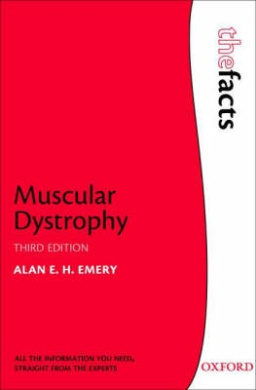 thefacts
Muscular
Dystrophy
THIRD EDITION
ALAN E. H. EMERY
ALL THE INFORMATION YOU NEED,
STRAIGHT FROM THE EXPERTS
OXFORD